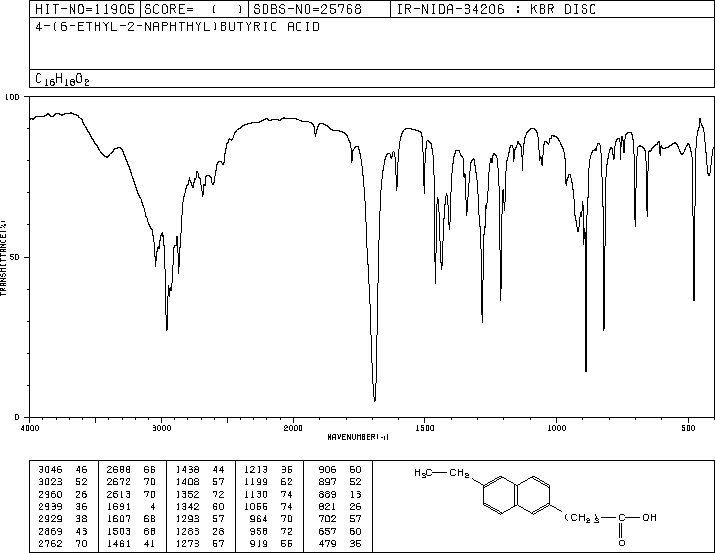 HIT-NO=11905 SCORE= ( ) SDBS-NO=25768 IR-NIDA-34206 : KBR DISC
4-(6-ETHYL-2-NAPHTHYL)BUTYRIC ACID
C16H18O2
100
50
0
TRANSMITTANCE(%)
4000 3000 2000 1500 1000 500
WAVENUMBER(-1)
3046 46 2688 66 1438 44 1213 35 906 50
3023 52 2672 70 1408 57 1199 62 897 52
2960 26 2613 70 1352 72 1130 74 889 13
2939 36 1691 4 1342 60 1066 74 821 26
2929 38 1607 68 1293 57 964 70 702 57
2869 43 1503 68 1283 28 958 72 657 60
2762 70 1461 41 1273 57 919 55 479 35
H3C CH2
(CH2)3 C OH
O